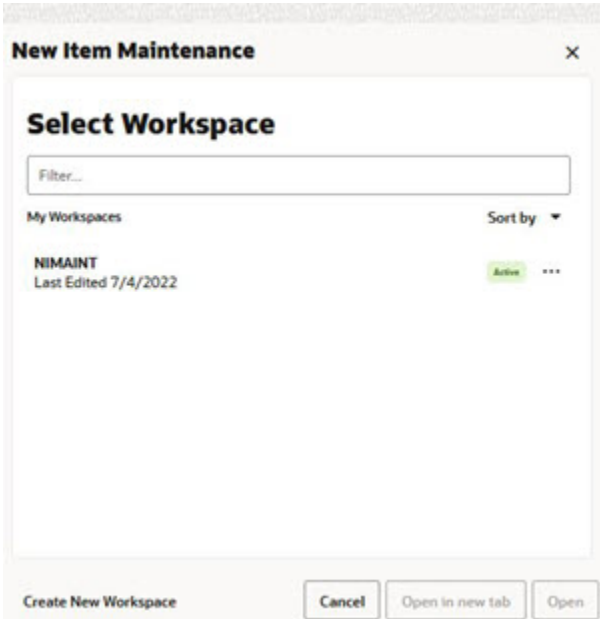 New Item Maintenance
Select Workspace
Filter...
My Workspaces Sort by
NIMAINT
Last Edited 7/4/2022
Active
Create New Workspace Cancel Open in new tab Open